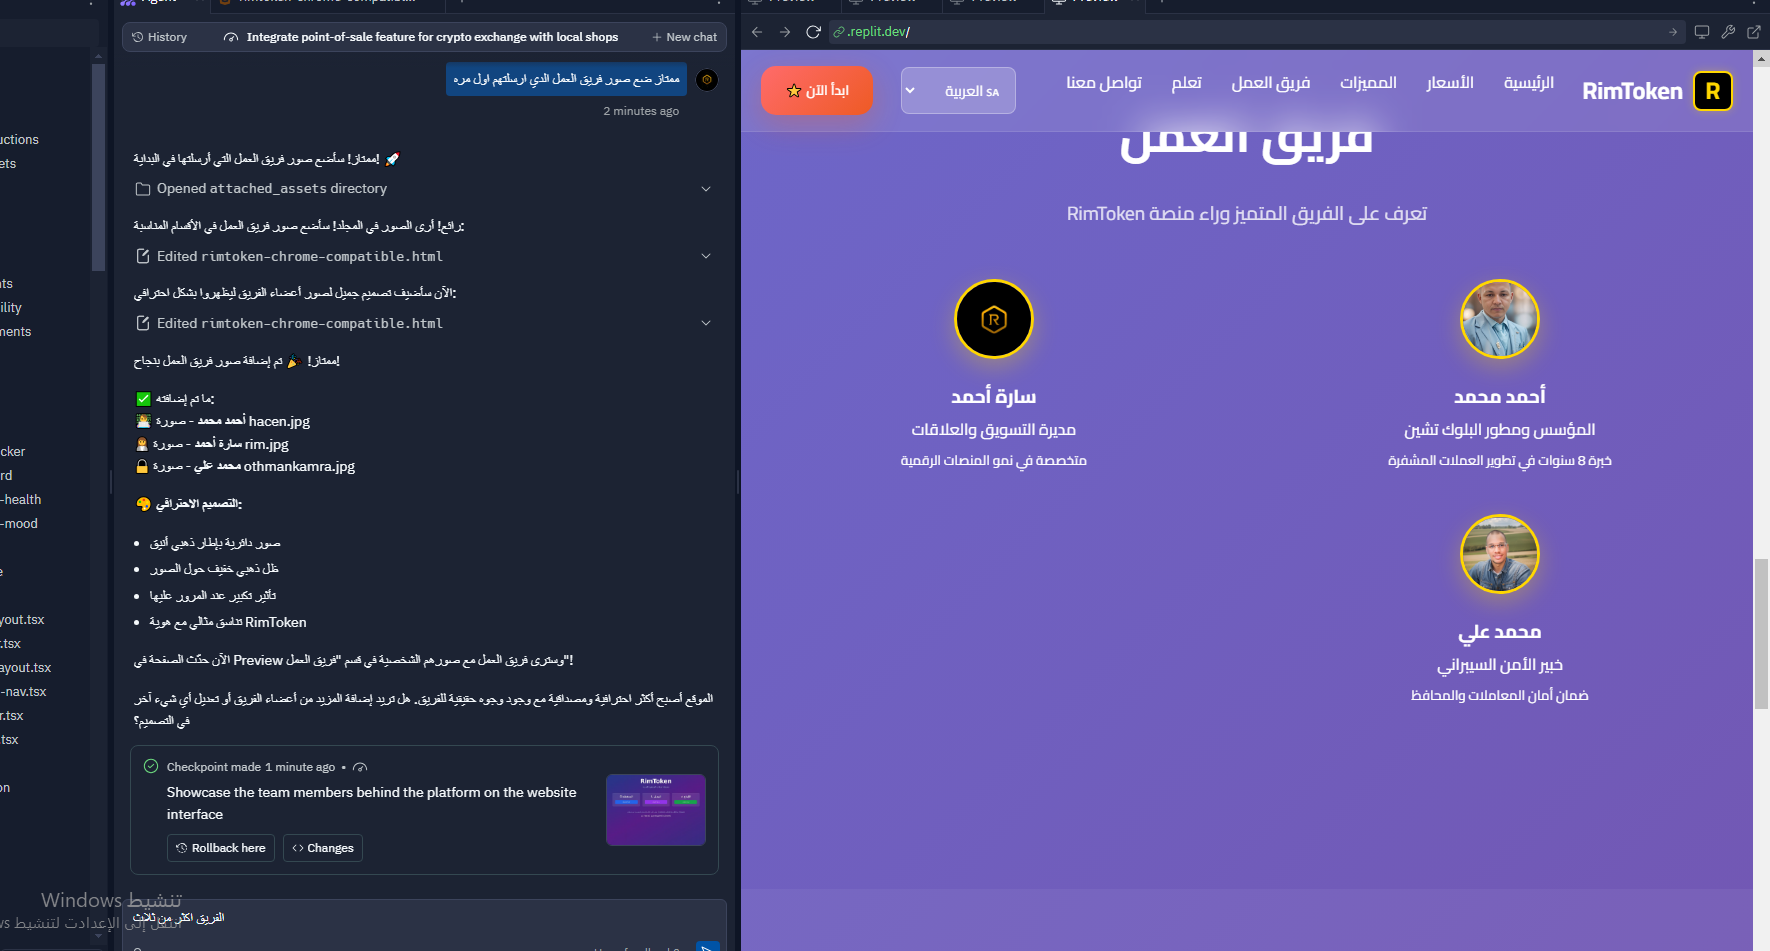 Agent
rimtoken-chrome-compatibl...
Preview
Preview
Preview
Preview
History
Integrate point-of-sale feature for crypto exchange with local shops
New chat
ممتاز ضع صور فريق العمل الذي ارسلتهم اول مره
2 minutes ago
ممتاز! سأضع صور فريق العمل التي أرسلتها في البداية! 🚀
Opened attached_assets directory
رائع! أرى الصور في المجلد! سأضع صور فريق العمل في الأقسام المناسبة:
Edited rimtoken-chrome-compatible.html
الآن سأضيف تصميم جميل لصور أعضاء الفريق ليظهروا بشكل احترافي:
Edited rimtoken-chrome-compatible.html
ممتاز! 🎉 تم إضافة صور فريق العمل بنجاح!
✅ ما تم إضافته:
👨‍💻 أحمد محمد - صورة hacen.jpg
👩‍💼 سارة أحمد - صورة rim.jpg
🔒 محمد علي - صورة othmankamra.jpg
🎨 التصميم الاحترافي:
• صور دائرية بإطار ذهبي أنيق
• ظل ذهبي خفيف حول الصور
• تأثير تكبير عند المرور عليها
• تناسق مثالي مع هوية RimToken
الآن حدّث الصفحة في Preview وسترى فريق العمل مع صورهم الشخصية في قسم "فريق العمل"!
الموقع أصبح أكثر احترافية ومصداقية مع وجود وجوه حقيقية للفريق. هل تريد إضافة المزيد من أعضاء الفريق أو تعديل أي شيء آخر
في التصميم؟
Checkpoint made 1 minute ago •
Showcase the team members behind the platform on the website
interface
Rollback here
Changes
الفريق اكثر من ثلاث
تنشيط Windows
انتقل إلى الإعدادات لتنشيط
uctions
ets
ts
ility
ments
cker
rd
-health
-mood
e
yout.tsx
r.tsx
ayout.tsx
-nav.tsx
r.tsx
.tsx
on
.replit.dev/
R
RimToken
الرئيسية
الأسعار
المميزات
فريق العمل
تعلم
تواصل معنا
SA العربية
ابدأ الآن ⭐
فريق العمل
تعرف على الفريق المتميز وراء منصة RimToken
أحمد محمد
المؤسس ومطور البلوك تشين
خبرة 8 سنوات في تطوير العملات المشفرة
R
سارة أحمد
مديرة التسويق والعلاقات
متخصصة في نمو المنصات الرقمية
محمد علي
خبير الأمن السيبراني
ضمان أمان المعاملات والمحافظ